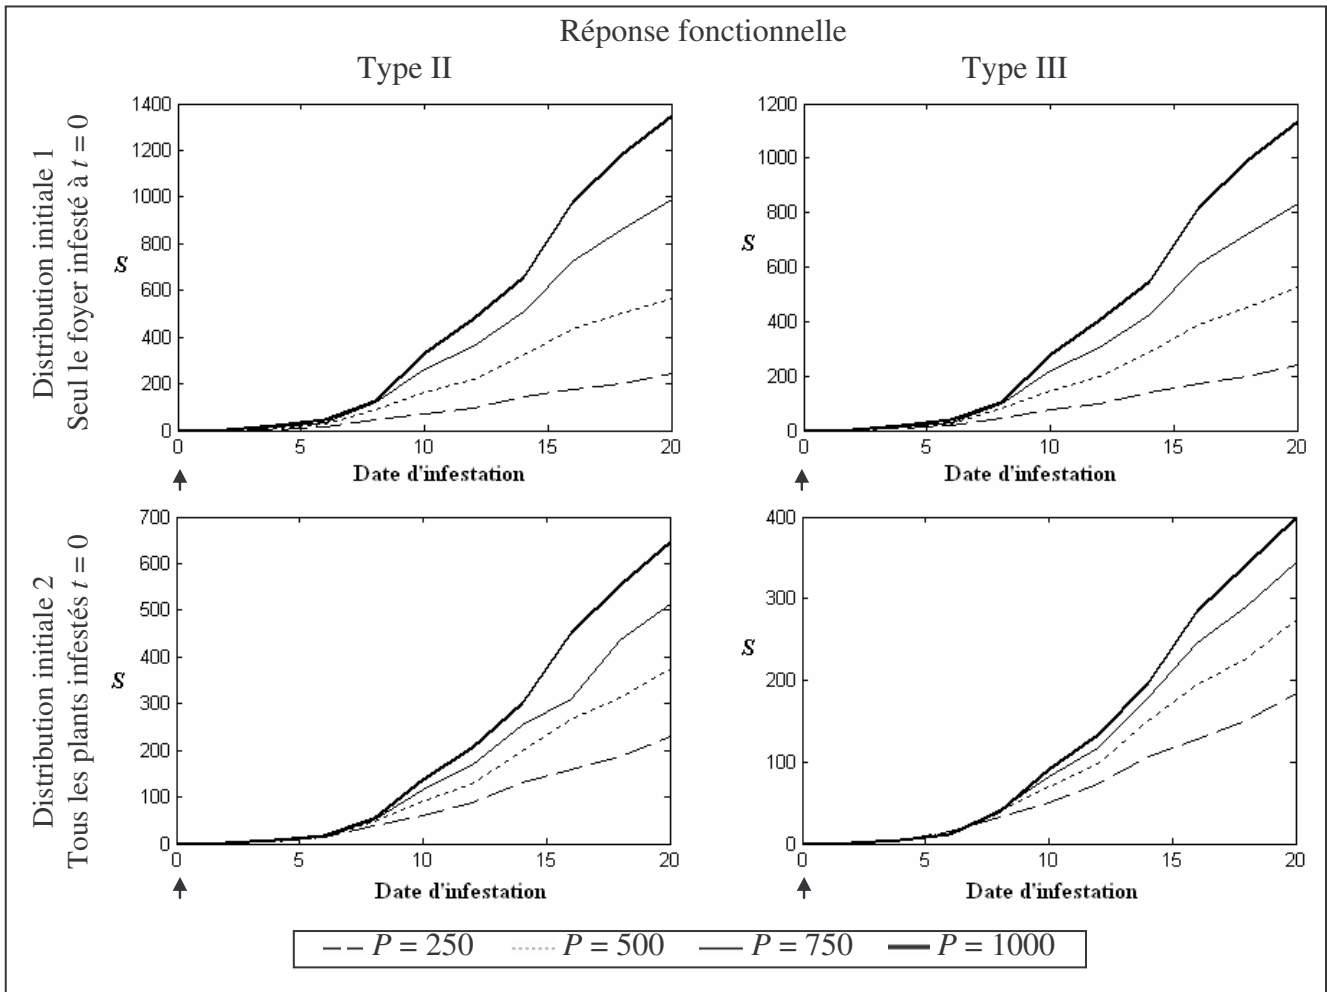 Réponse fonctionnelle
Type II
Type III
Distribution initiale 1
Seul le foyer infesté à t = 0
1400
1200
1000
800
600
400
200
0
S
0 5 10 15 20
Date d'infestation
1200
1000
800
600
400
200
0
S
0 5 10 15 20
Date d'infestation
Distribution initiale 2
Tous les plants infestés t = 0
700
600
500
400
300
200
100
0
S
0 5 10 15 20
Date d'infestation
400
300
200
100
0
S
0 5 10 15 20
Date d'infestation
P = 250 P = 500 P = 750 P = 1000